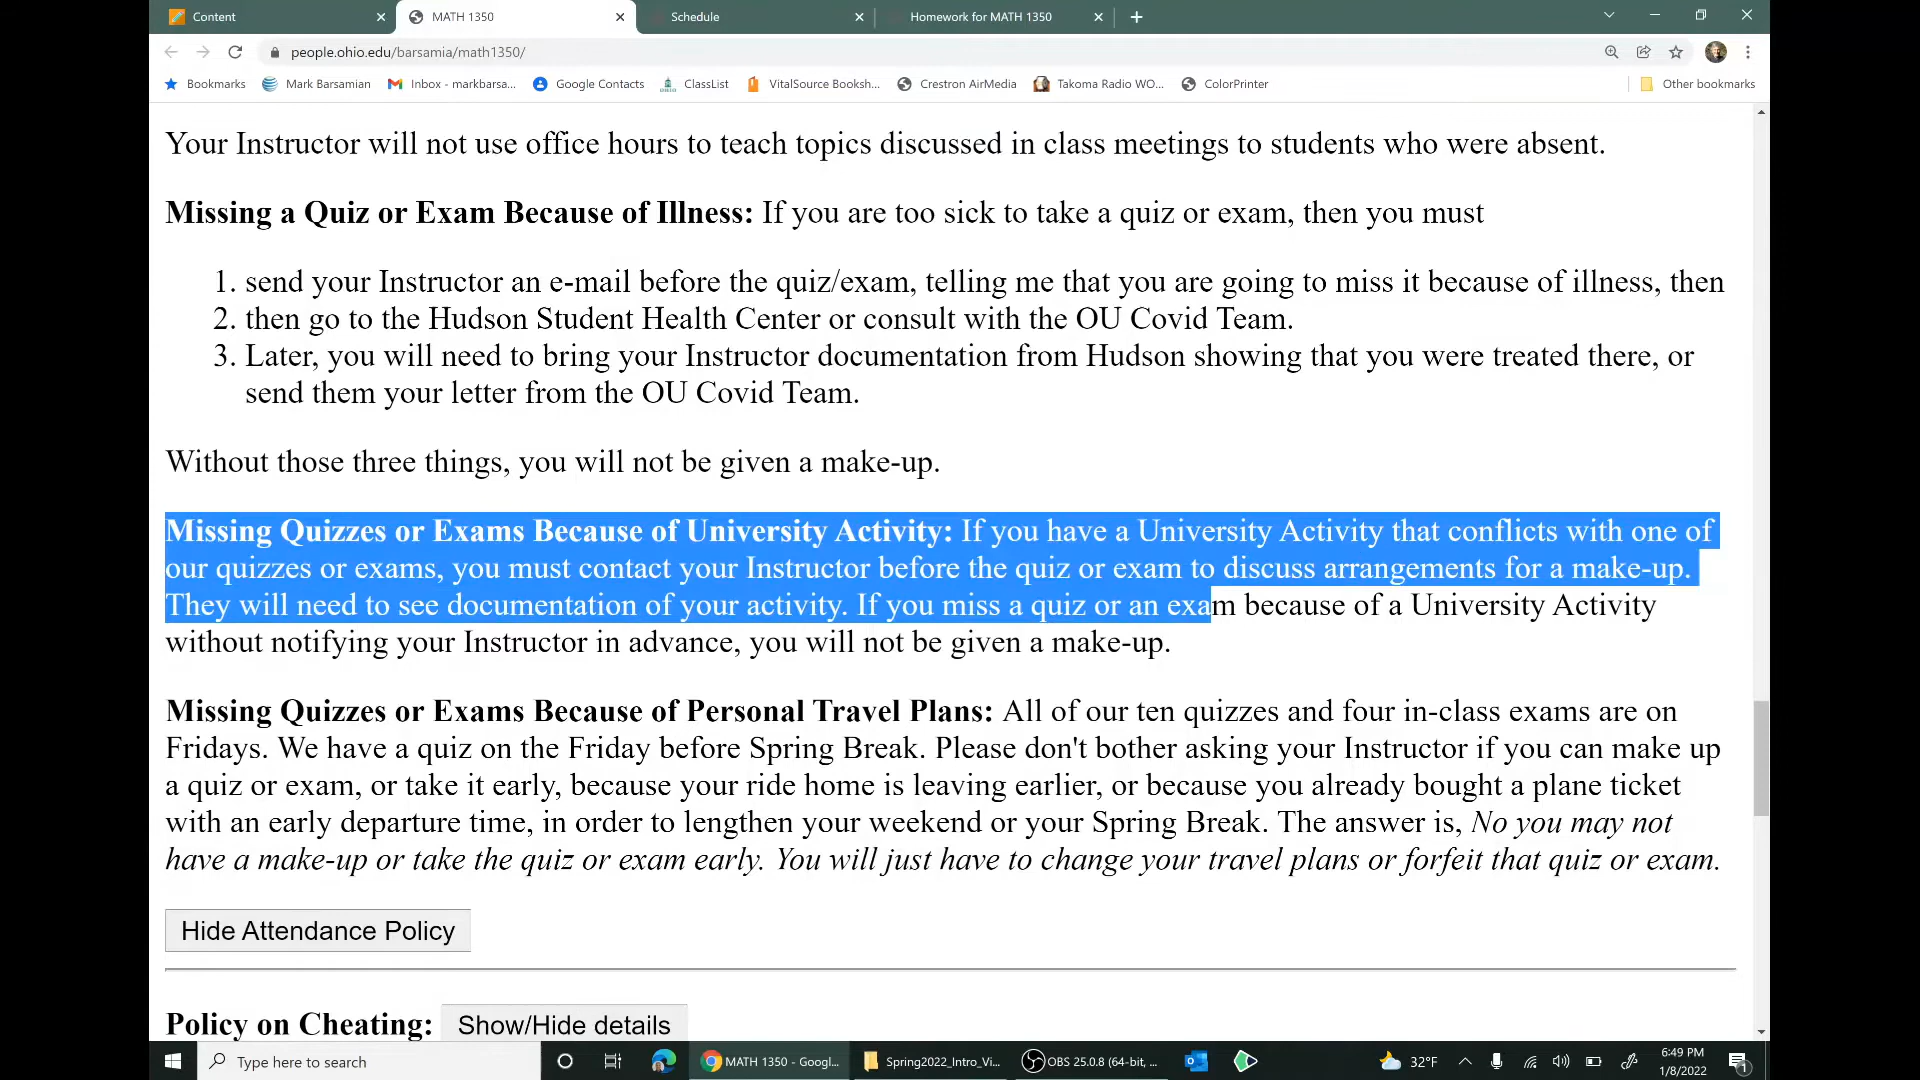 Content
MATH 1350
Schedule
Homework for MATH 1350
people.ohio.edu/barsamia/math1350/
Bookmarks Mark Barsamian Inbox - markbarsa... Google Contacts ClassList VitalSource Booksh... Crestron AirMedia Takoma Radio WO... ColorPrinter Other bookmarks
Your Instructor will not use office hours to teach topics discussed in class meetings to students who were absent.
Missing a Quiz or Exam Because of Illness: If you are too sick to take a quiz or exam, then you must
1. send your Instructor an e-mail before the quiz/exam, telling me that you are going to miss it because of illness, then
2. then go to the Hudson Student Health Center or consult with the OU Covid Team.
3. Later, you will need to bring your Instructor documentation from Hudson showing that you were treated there, or
send them your letter from the OU Covid Team.
Without those three things, you will not be given a make-up.
Missing Quizzes or Exams Because of University Activity: If you have a University Activity that conflicts with one of
our quizzes or exams, you must contact your Instructor before the quiz or exam to discuss arrangements for a make-up.
They will need to see documentation of your activity. If you miss a quiz or an exam because of a University Activity
without notifying your Instructor in advance, you will not be given a make-up.
Missing Quizzes or Exams Because of Personal Travel Plans: All of our ten quizzes and four in-class exams are on
Fridays. We have a quiz on the Friday before Spring Break. Please don't bother asking your Instructor if you can make up
a quiz or exam, or take it early, because your ride home is leaving earlier, or because you already bought a plane ticket
with an early departure time, in order to lengthen your weekend or your Spring Break. The answer is, No you may not
have a make-up or take the quiz or exam early. You will just have to change your travel plans or forfeit that quiz or exam.
Hide Attendance Policy
Policy on Cheating: Show/Hide details
Type here to search
MATH 1350 - Googl...
Spring2022_Intro_Vi...
OBS 25.0.8 (64-bit, ...
32°F
6:49 PM
1/8/2022
1